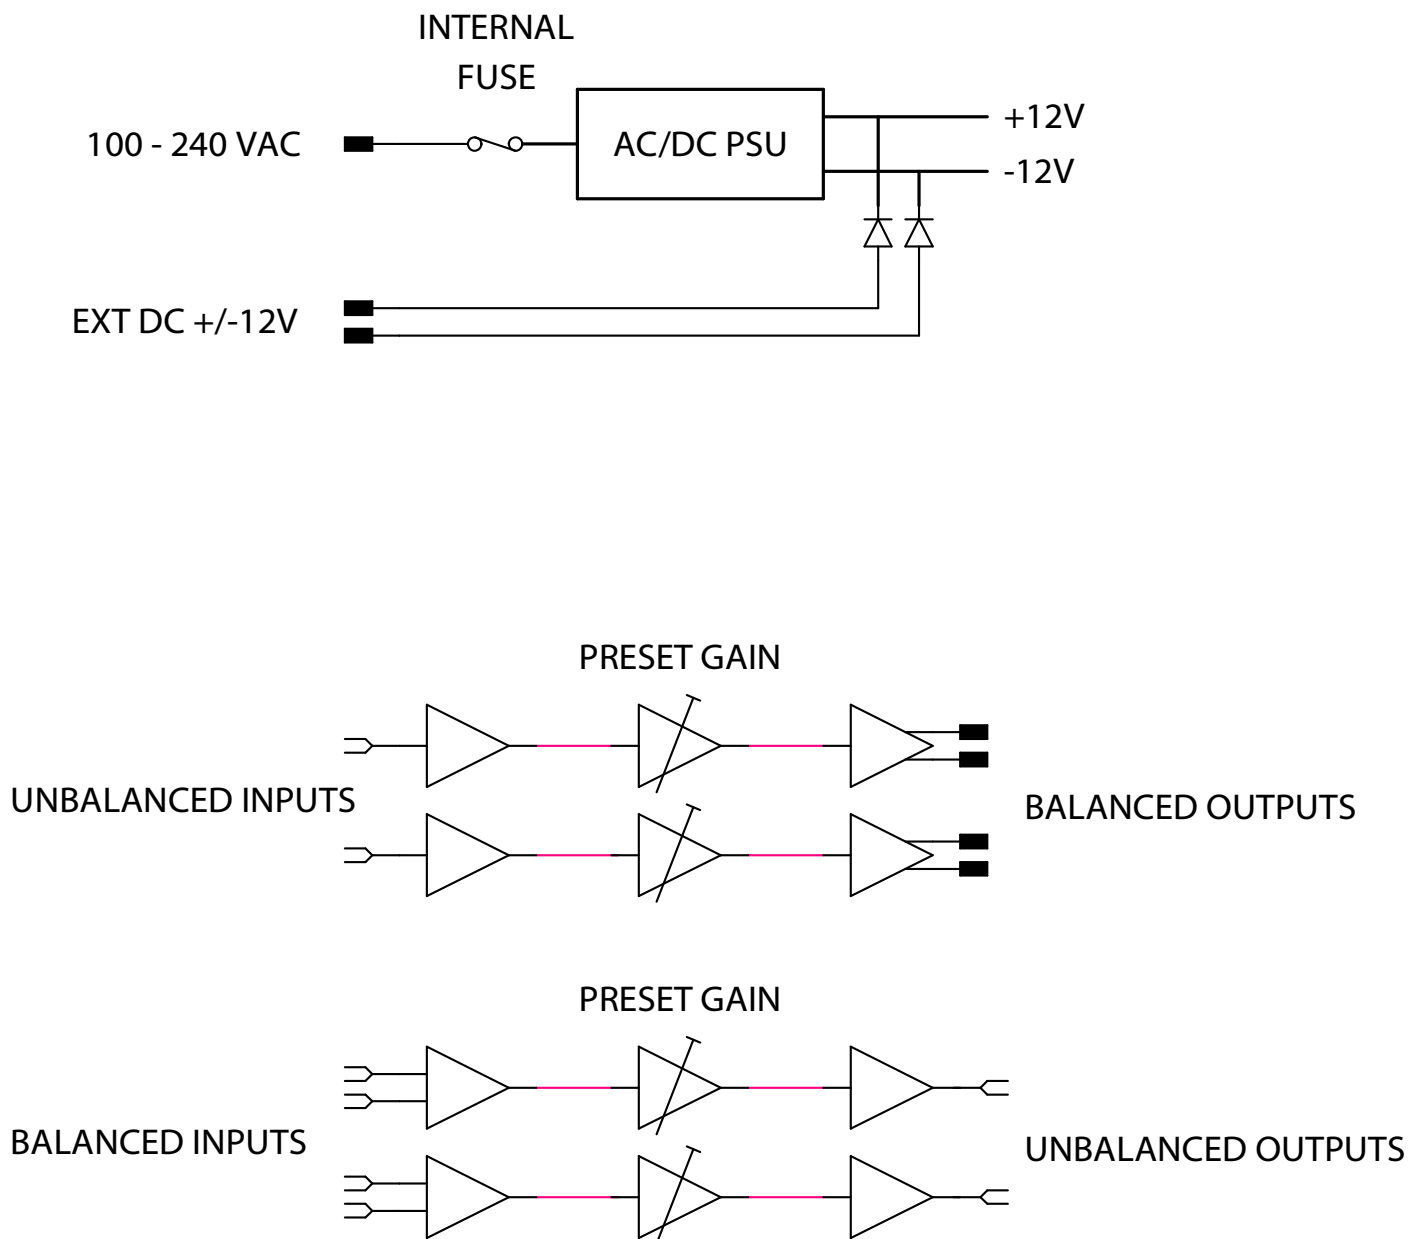 INTERNAL
FUSE
100 - 240 VAC
AC/DC PSU
+12V
-12V
EXT DC +/-12V
PRESET GAIN
UNBALANCED INPUTS
BALANCED OUTPUTS
PRESET GAIN
BALANCED INPUTS
UNBALANCED OUTPUTS